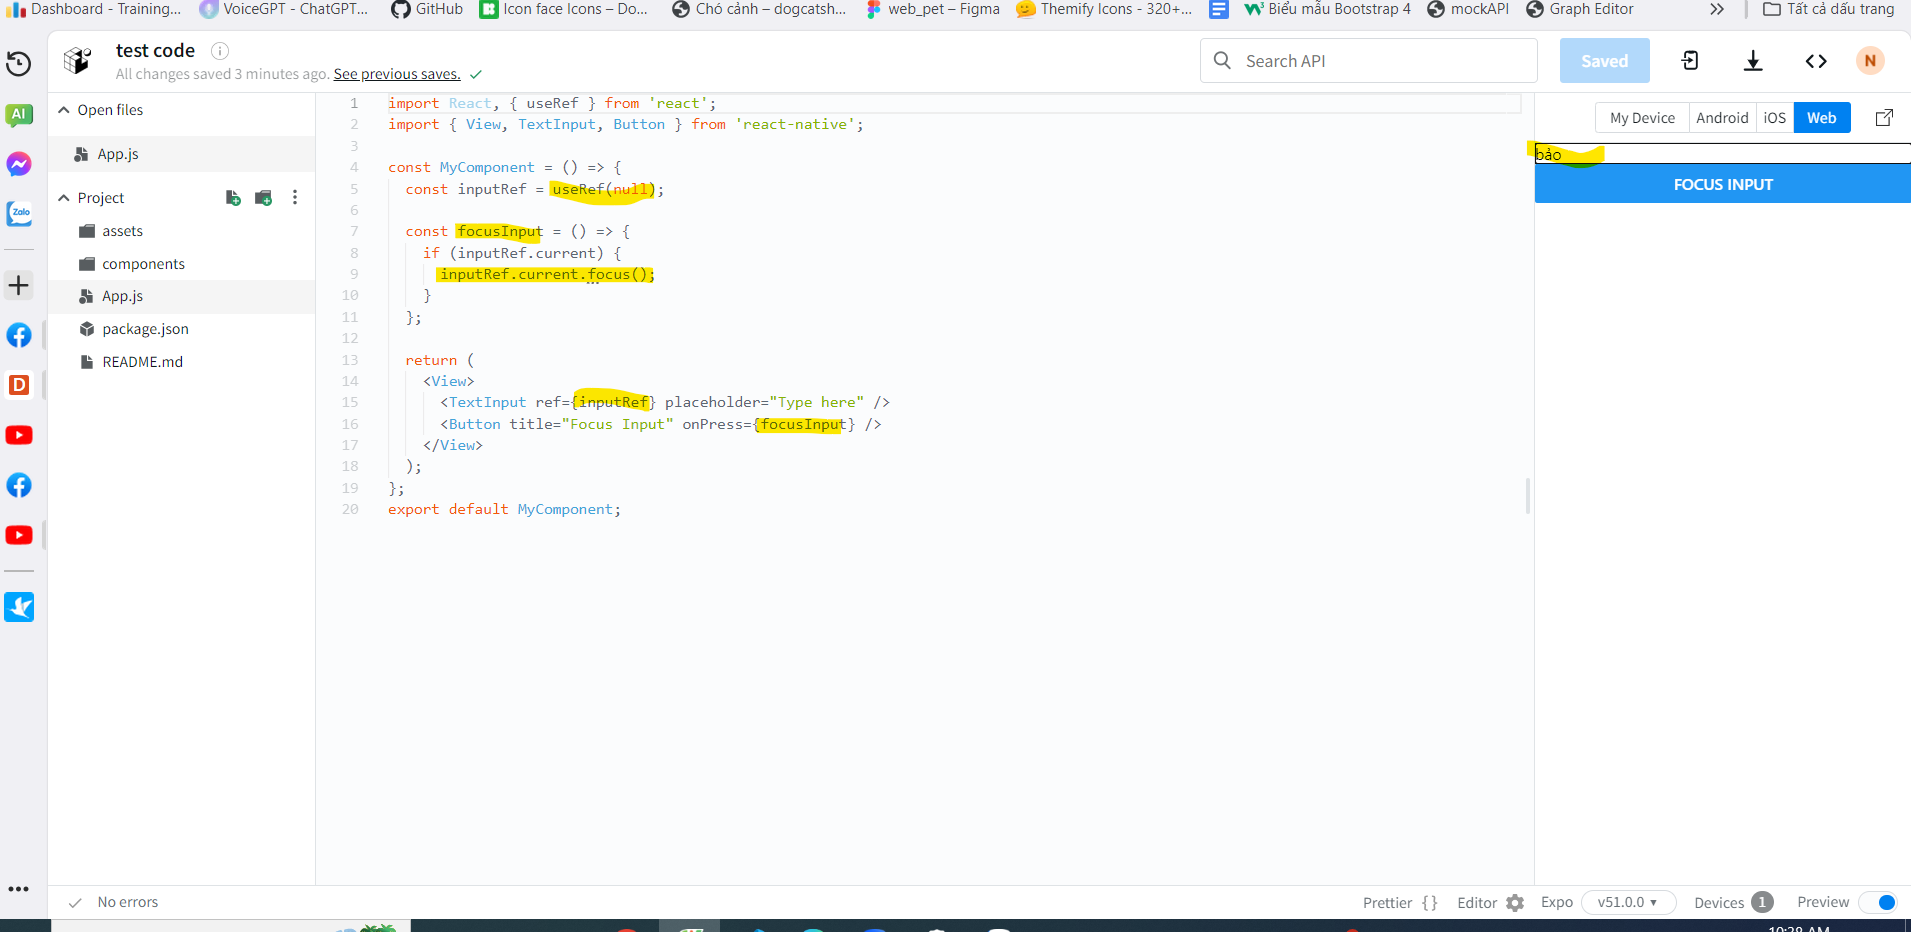 Dashboard - Training... VoiceGPT - ChatGPT... GitHub Icon face Icons – Do... Chó cảnh – dogcatsh... web_pet – Figma Themify Icons - 320+... Biểu mẫu Bootstrap 4 mockAPI Graph Editor Tất cả dấu trang
test code
All changes saved 3 minutes ago. See previous saves.
Search API
Saved
N
AI
Zalo
D
Open files
App.js
Project
assets
components
App.js
package.json
README.md
1 import React, { useRef } from 'react';
2 import { View, TextInput, Button } from 'react-native';
3
4 const MyComponent = () => {
5 const inputRef = useRef(null);
6
7 const focusInput = () => {
8 if (inputRef.current) {
9 inputRef.current.focus();
10 }
11 };
12
13 return (
14 <View>
15 <TextInput ref={inputRef} placeholder="Type here" />
16 <Button title="Focus Input" onPress={focusInput} />
17 </View>
18 );
19 };
20 export default MyComponent;
My Device Android iOS Web
bảo
FOCUS INPUT
No errors
Prettier {} Editor Expo v51.0.0 Devices 1 Preview
10:28 AM